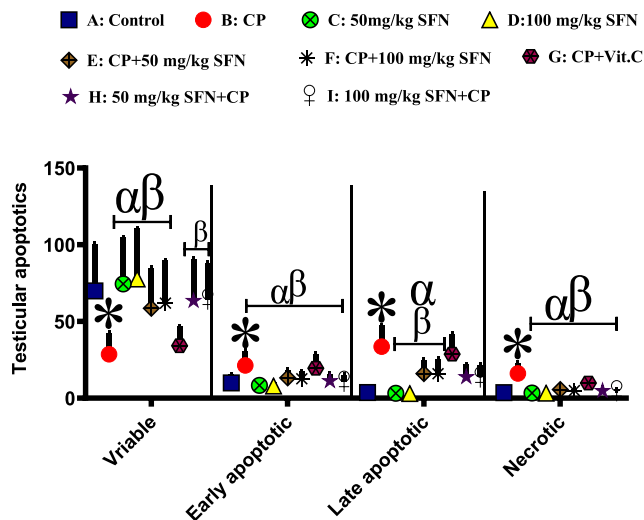 A: Control B: CP C: 50mg/kg SFN D:100 mg/kg SFN
E: CP+50 mg/kg SFN F: CP+100 mg/kg SFN G: CP+Vit.C
H: 50 mg/kg SFN+CP I: 100 mg/kg SFN+CP
Testicular apoptotics
150
100
50
0
αβ
β
*
αβ
*
α
β
*
αβ
*
Vriable
Early apoptotic
Late apoptotic
Necrotic